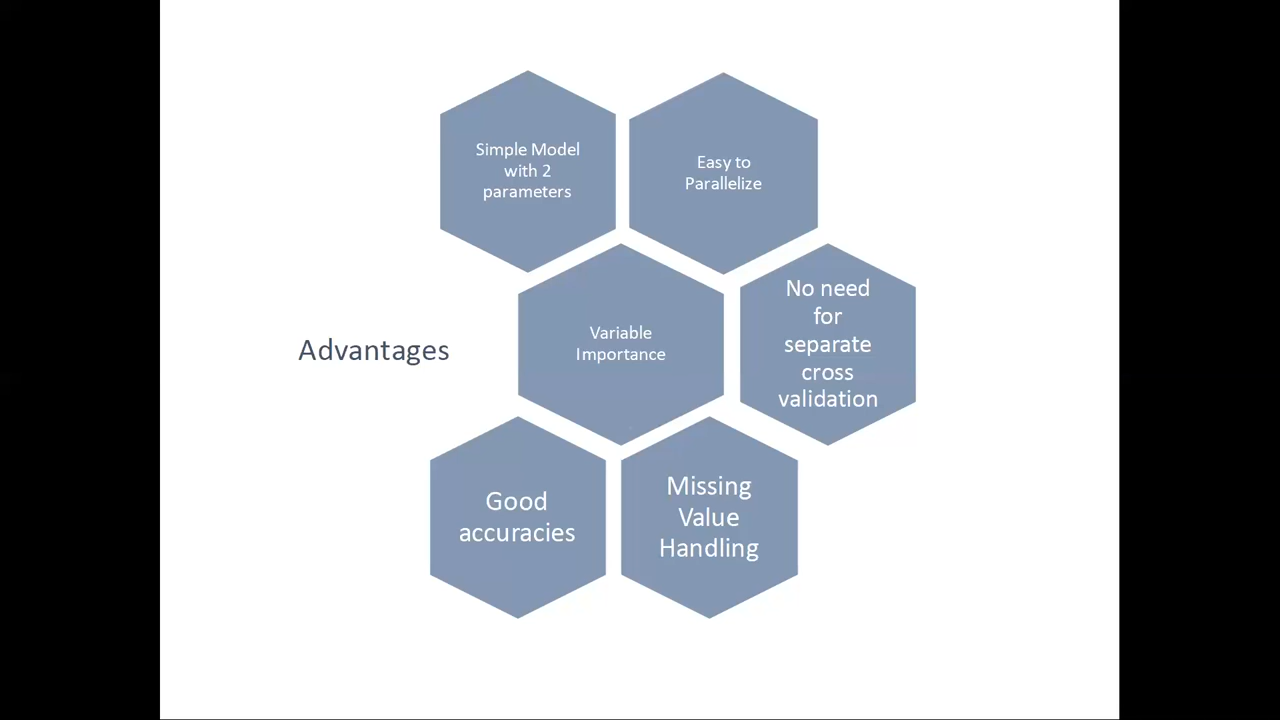 Simple Model
with 2
parameters
Easy to
Parallelize
Advantages
Variable
Importance
No need
for
separate
cross
validation
Good
accuracies
Missing
Value
Handling